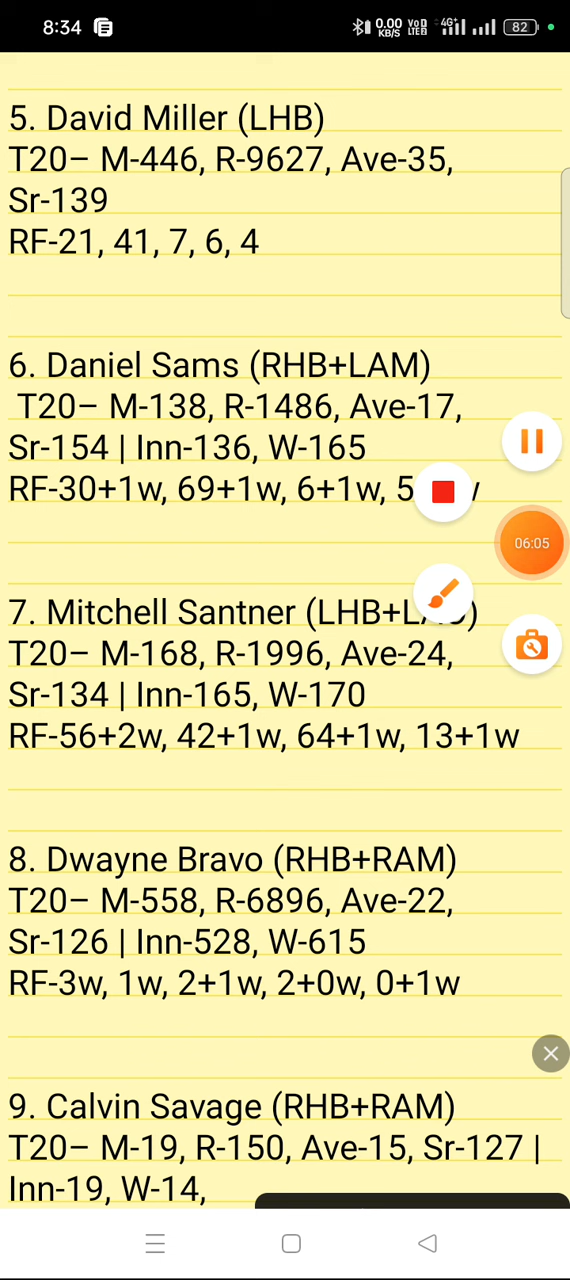 8:34
0.00 KB/S
Vo LTE 2
4G+
82
5. David Miller (LHB)
T20– M-446, R-9627, Ave-35,
Sr-139
RF-21, 41, 7, 6, 4
6. Daniel Sams (RHB+LAM)
T20– M-138, R-1486, Ave-17,
Sr-154 | Inn-136, W-165
RF-30+1w, 69+1w, 6+1w, 5
7. Mitchell Santner (LHB+
T20– M-168, R-1996, Ave-24,
Sr-134 | Inn-165, W-170
RF-56+2w, 42+1w, 64+1w, 13+1w
06:05
8. Dwayne Bravo (RHB+RAM)
T20– M-558, R-6896, Ave-22,
Sr-126 | Inn-528, W-615
RF-3w, 1w, 2+1w, 2+0w, 0+1w
9. Calvin Savage (RHB+RAM)
T20– M-19, R-150, Ave-15, Sr-127 |
Inn-19, W-14,